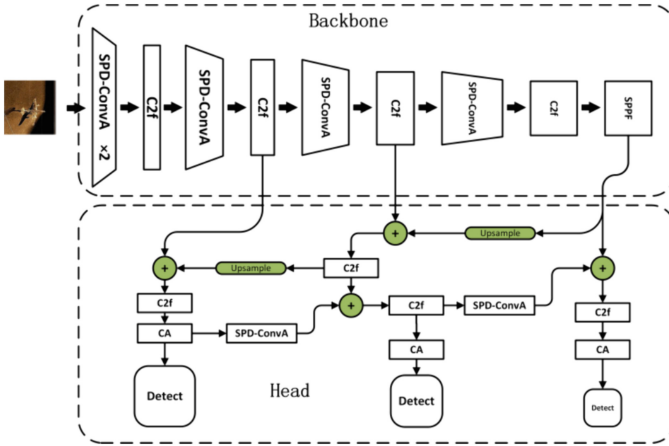 Backbone
SPD-ConvA ×2
C2f
SPD-ConvA
C2f
SPD-ConvA
C2f
SPD-ConvA
C2f
SPPF
+
Upsample
+
Upsample
C2f
+
C2f
+
C2f
SPD-ConvA
C2f
CA
SPD-ConvA
CA
CA
Detect
Head
Detect
Detect